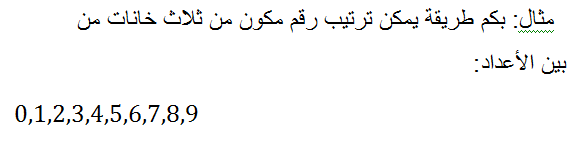 مثال: بكم طريقة يمكن ترتيب رقم مكون من ثلاث خانات من
بين الأعداد:
0,1,2,3,4,5,6,7,8,9